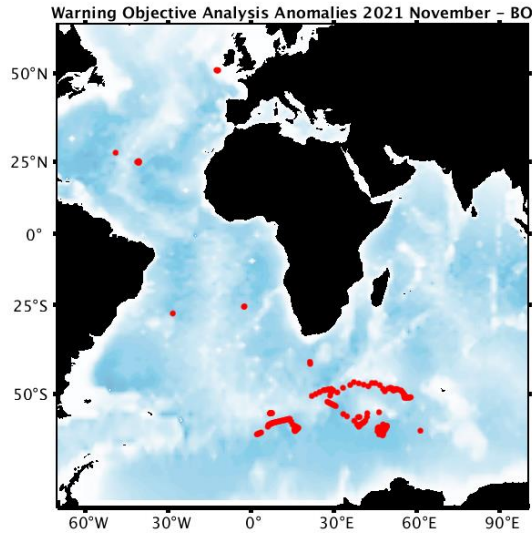 Warning Objective Analysis Anomalies 2021 November – BO
50°N
25°N
0°
25°S
50°S
60°W
30°W
0°
30°E
60°E
90°E